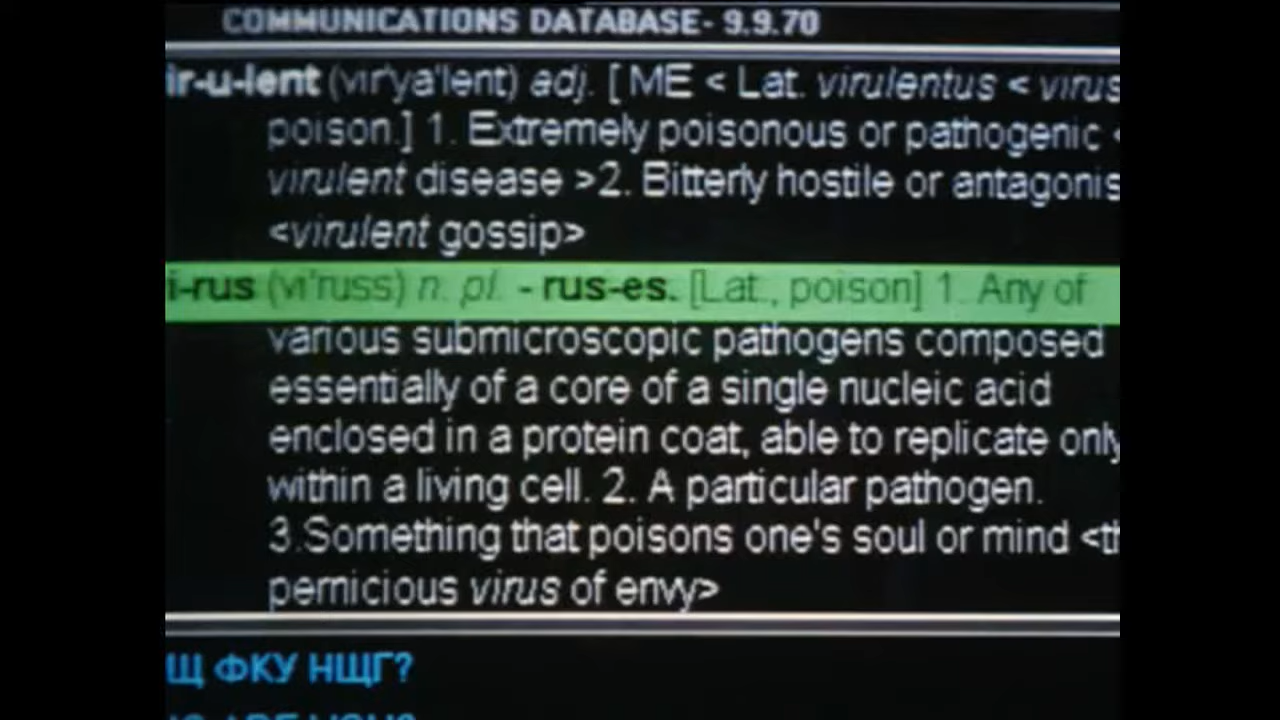 COMMUNICATIONS DATABASE- 9.9.70
ir-u-lent (vir'ya'lent) adj. [ ME < Lat. virulentus < virus
poison.] 1. Extremely poisonous or pathogenic <
virulent disease >2. Bitterly hostile or antagonis
<virulent gossip>
i-rus (vi'russ) n. pl. - rus-es. [Lat., poison] 1. Any of
various submicroscopic pathogens composed
essentially of a core of a single nucleic acid
enclosed in a protein coat, able to replicate only
within a living cell. 2. A particular pathogen.
3.Something that poisons one's soul or mind <th
pernicious virus of envy>
Щ ФКУ НЩГ?
ARE YOU?